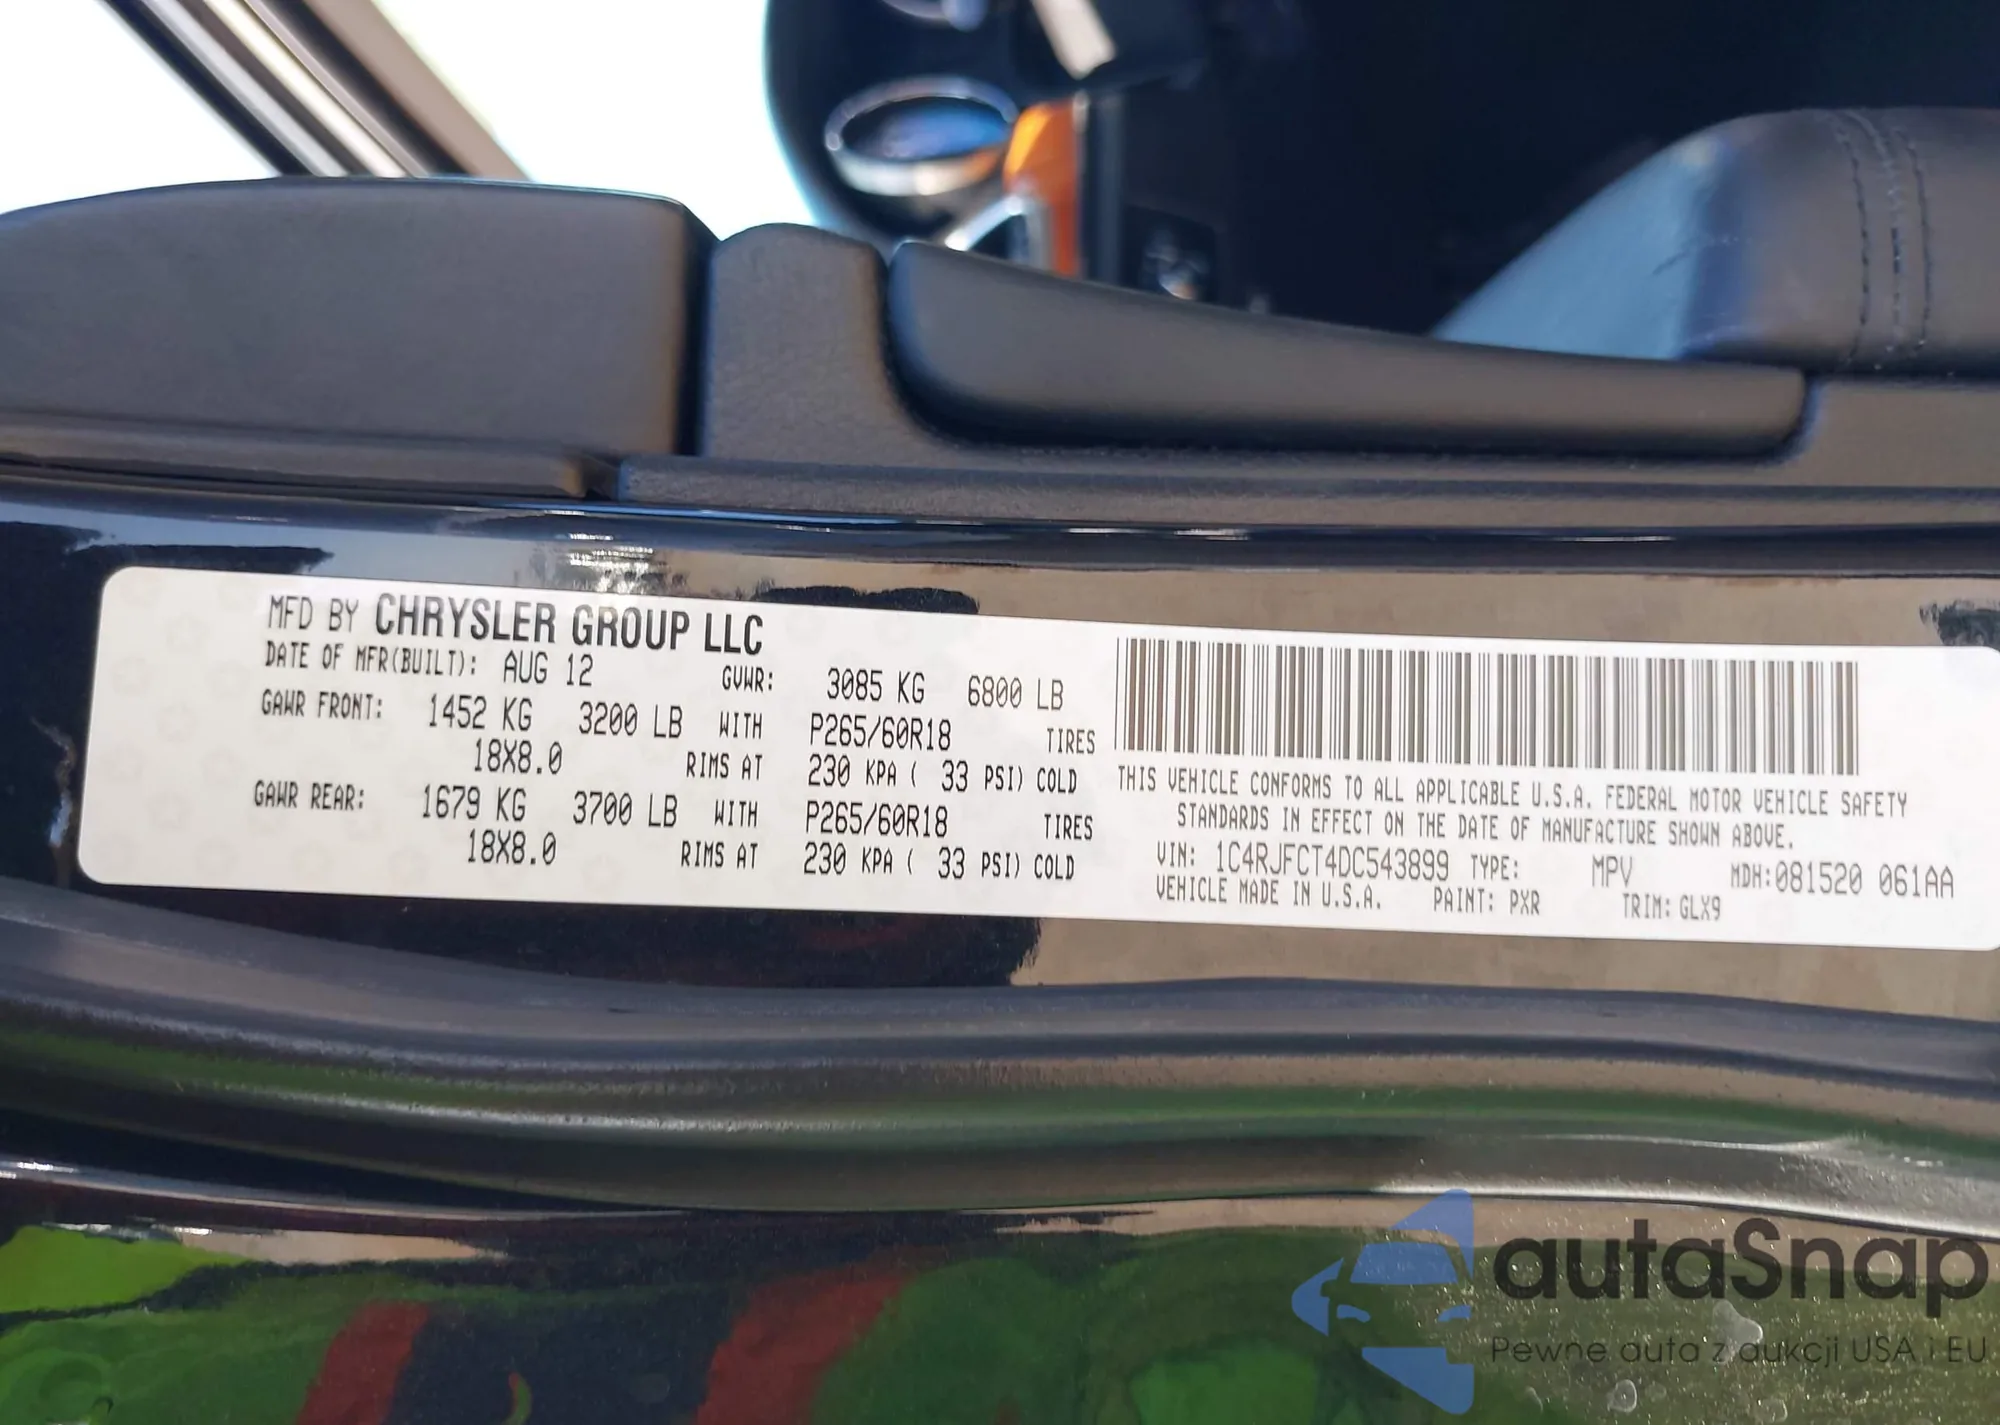 MFD BY CHRYSLER GROUP LLC
DATE OF MFR(BUILT): AUG 12 GVWR: 3085 KG 6800 LB
GAWR FRONT: 1452 KG 3200 LB WITH P265/60R18 TIRES
18X8.0 RIMS AT 230 KPA ( 33 PSI) COLD
GAWR REAR: 1679 KG 3700 LB WITH P265/60R18 TIRES
18X8.0 RIMS AT 230 KPA ( 33 PSI) COLD
THIS VEHICLE CONFORMS TO ALL APPLICABLE U.S.A. FEDERAL MOTOR VEHICLE SAFETY
STANDARDS IN EFFECT ON THE DATE OF MANUFACTURE SHOWN ABOVE.
VIN: 1C4RJFCT4DC543899 TYPE: MPV MDH:081520 061AA
VEHICLE MADE IN U.S.A. PAINT: PXR TRIM: GLX9
autaSnap
Pewne auta z aukcji USA i EU